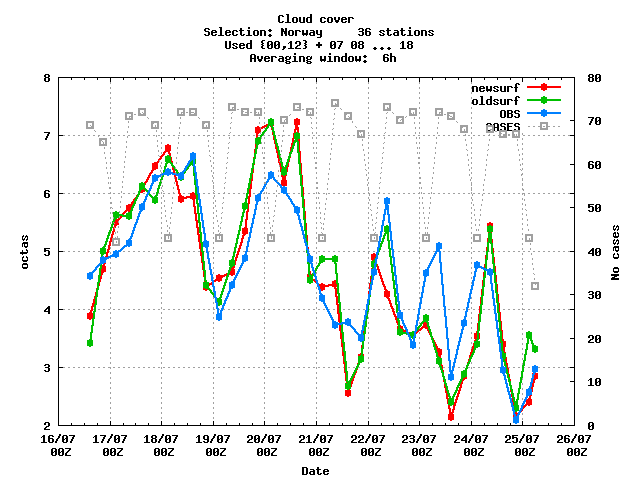 Cloud cover
Selection: Norway 36 stations
Used {00,12} + 07 08 ... 18
Averaging window: 6h
newsurf
oldsurf
OBS
CASES
8
7
6
5
4
3
2
octas
80
70
60
50
40
30
20
10
0
No cases
16/07 17/07 18/07 19/07 20/07 21/07 22/07 23/07 24/07 25/07 26/07
00Z 00Z 00Z 00Z 00Z 00Z 00Z 00Z 00Z 00Z 00Z
Date